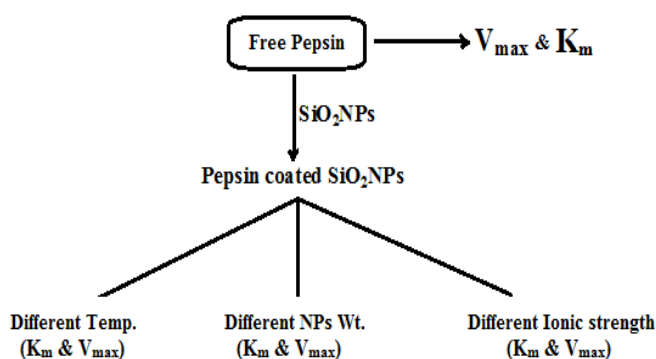 Free Pepsin
Vmax & Km
SiO2NPs
Pepsin coated SiO2NPs
Different Temp.
(Km & Vmax)
Different NPs Wt.
(Km & Vmax)
Different Ionic strength
(Km & Vmax)